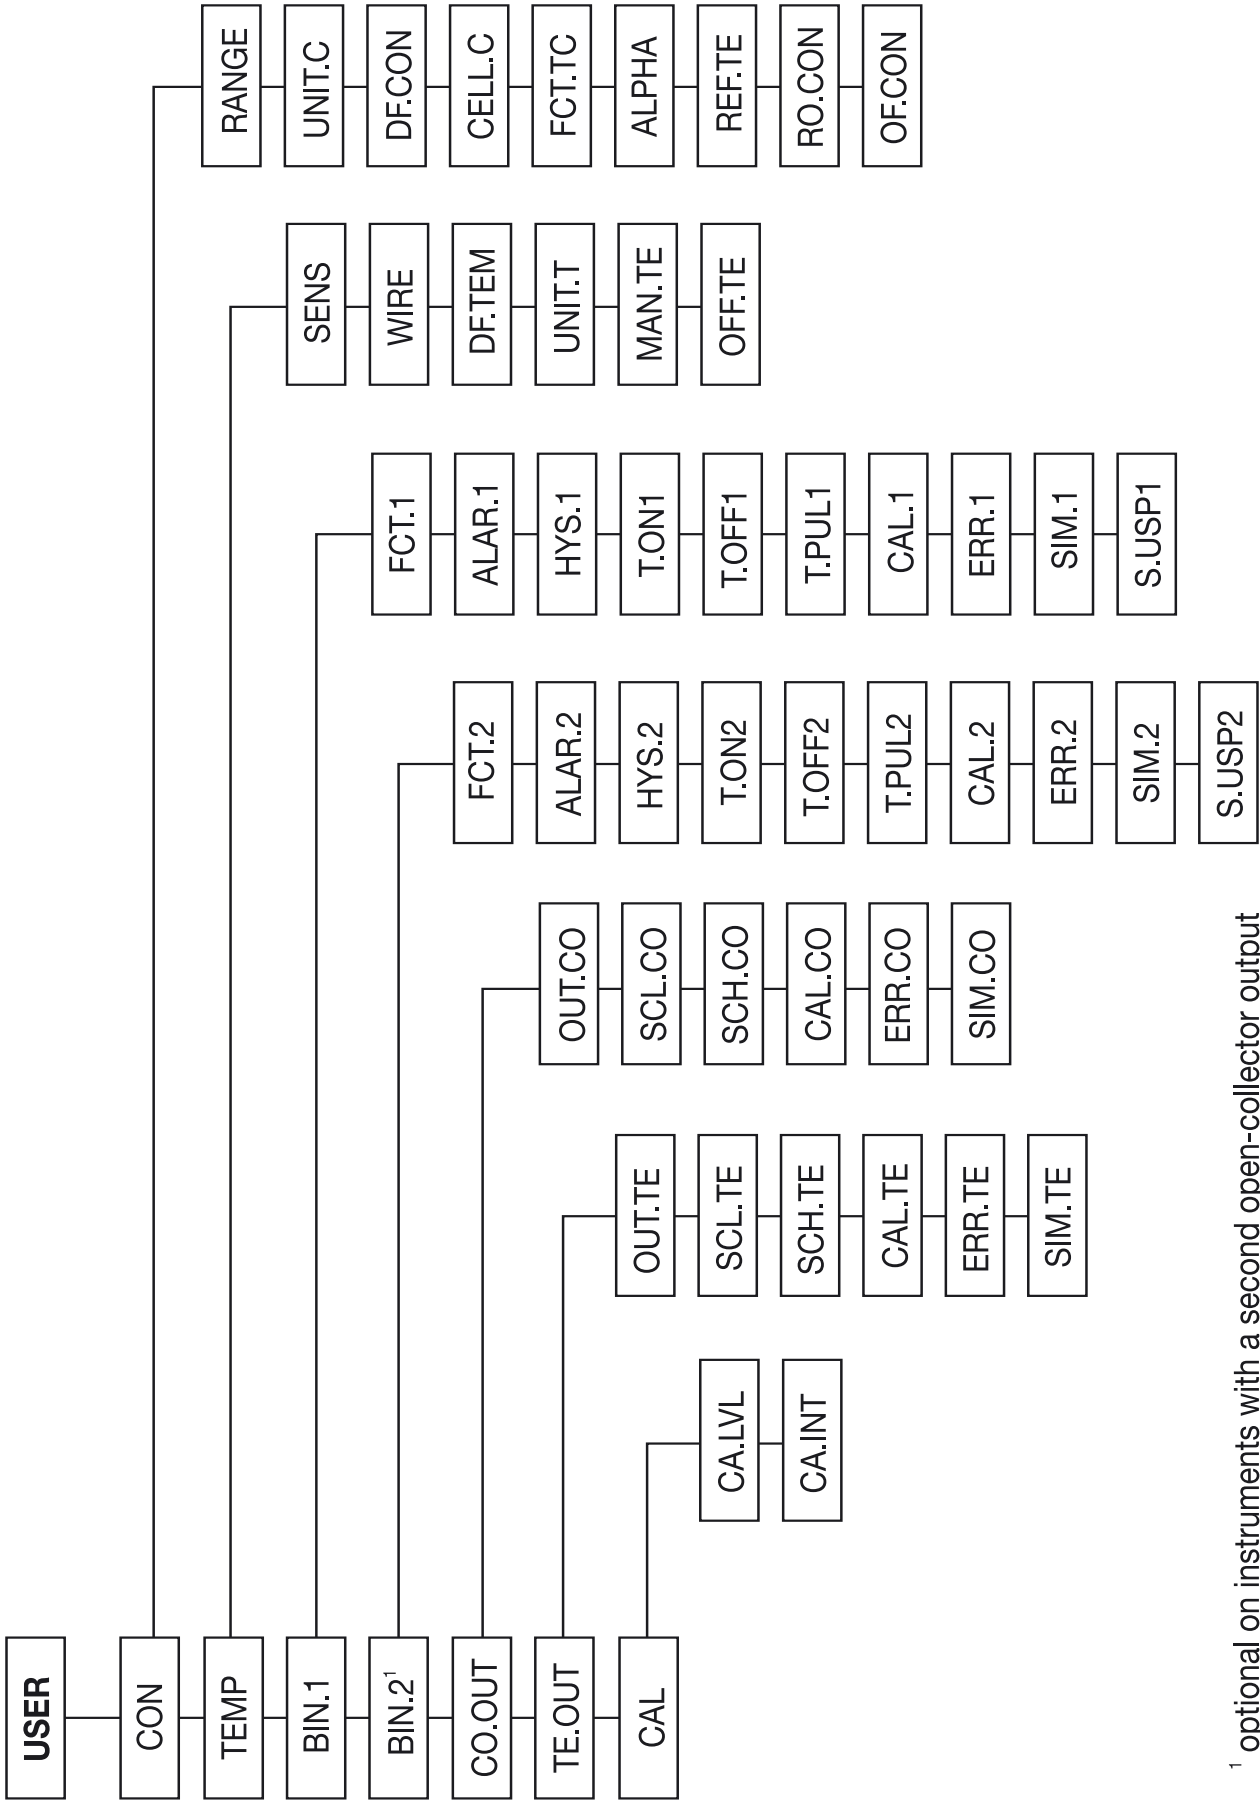 USER
CON
TEMP
BIN.1
BIN.2¹
CO.OUT
TE.OUT
CAL
CA.LVL
CA.INT
OUT.TE
SCL.TE
SCH.TE
CAL.TE
ERR.TE
SIM.TE
OUT.CO
SCL.CO
SCH.CO
CAL.CO
ERR.CO
SIM.CO
FCT.2
ALAR.2
HYS.2
T.ON2
T.OFF2
T.PUL2
CAL.2
ERR.2
SIM.2
S.USP2
FCT.1
ALAR.1
HYS.1
T.ON1
T.OFF1
T.PUL1
CAL.1
ERR.1
SIM.1
S.USP1
SENS
WIRE
DF.TEM
UNIT.T
MAN.TE
OFF.TE
RANGE
UNIT.C
DF.CON
CELL.C
FCT.TC
ALPHA
REF.TE
RO.CON
OF.CON
¹ optional on instruments with a second open-collector output